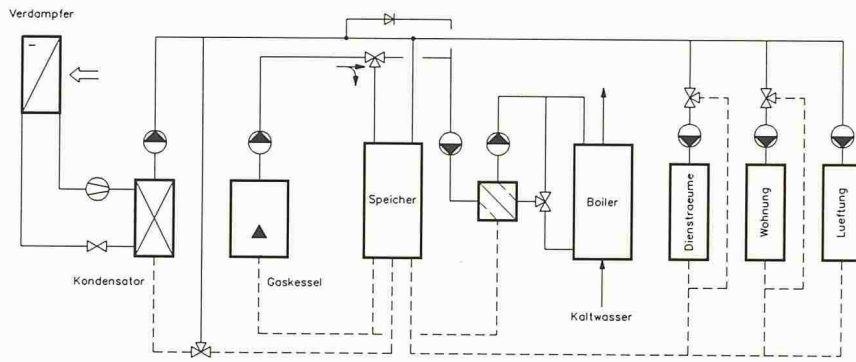 Verdampfer
Speicher
Boiler
Dienstraeume
Wohnung
Lueftung
Kondensator
Gaskessel
Kaltwasser